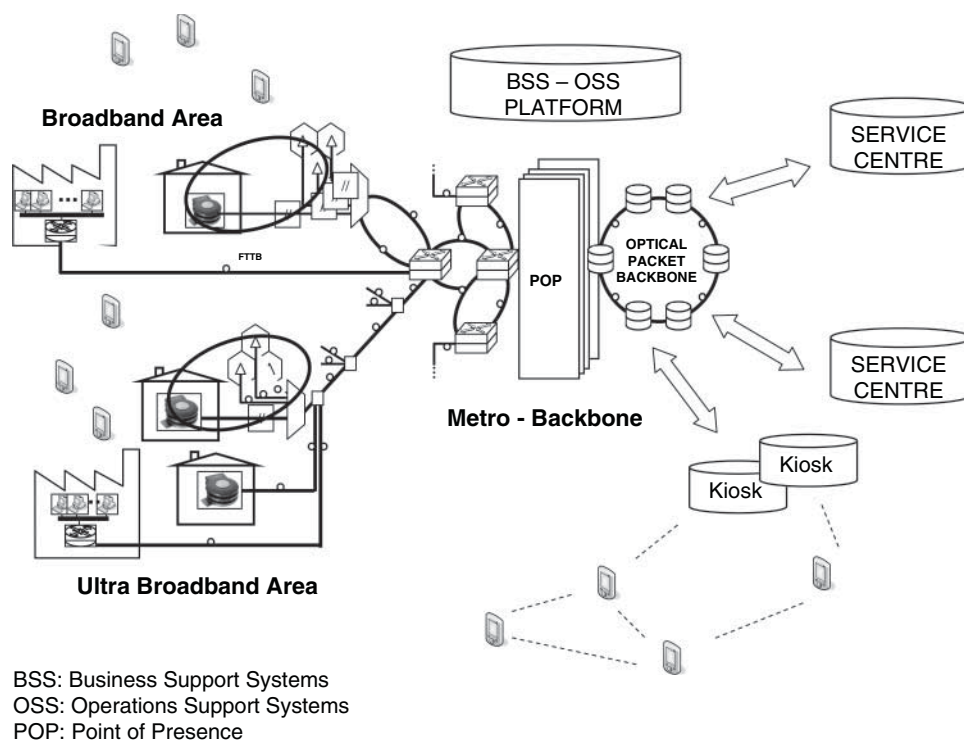 BSS – OSS
PLATFORM
Broadband Area
SERVICE
CENTRE
FTTB
POP
OPTICAL
PACKET
BACKBONE
SERVICE
CENTRE
Metro - Backbone
Kiosk
Kiosk
Ultra Broadband Area
BSS: Business Support Systems
OSS: Operations Support Systems
POP: Point of Presence